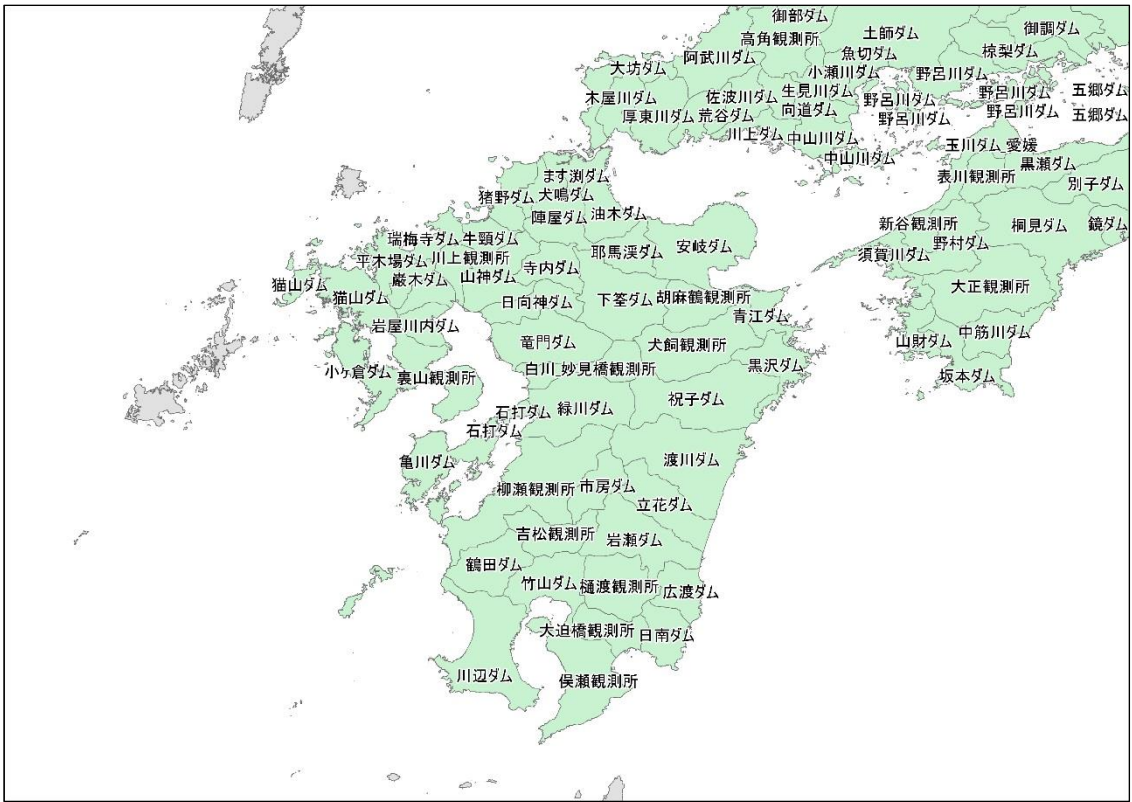 御部ダム
土師ダム
御調ダム
高角観測所
魚切ダム
椋梨ダム
阿武川ダム
大坊ダム
小瀬川ダム
野呂川ダム
木屋川ダム
佐波川ダム
生見川ダム
野呂川ダム
野呂川ダム
五郷ダム
厚東川ダム
荒谷ダム
向道ダム
野呂川ダム
野呂川ダム
五郷ダム
川上ダム
中山川ダム
中山川ダム
玉川ダム
愛媛
黒瀬ダム
表川観測所
別子ダム
ます渕ダム
猪野ダム
犬鳴ダム
陣屋ダム
油木ダム
新谷観測所
桐見ダム
鏡ダム
瑞梅寺ダム
牛頸ダム
耶馬渓ダム
安岐ダム
野村ダム
須賀川ダム
平木場ダム
川上観測所
寺内ダム
厳木ダム
山神ダム
猫山ダム
猫山ダム
日向神ダム
下筌ダム
胡麻鶴観測所
大正観測所
岩屋川内ダム
青江ダム
竜門ダム
犬飼観測所
山財ダム
中筋川ダム
小ヶ倉ダム
裏山観測所
白川_妙見橋観測所
黒沢ダム
坂本ダム
石打ダム
緑川ダム
祝子ダム
石打ダム
亀川ダム
渡川ダム
柳瀬観測所
市房ダム
立花ダム
吉松観測所
岩瀬ダム
鶴田ダム
竹山ダム
樋渡観測所
広渡ダム
大迫橋観測所
日南ダム
川辺ダム
俣瀬観測所